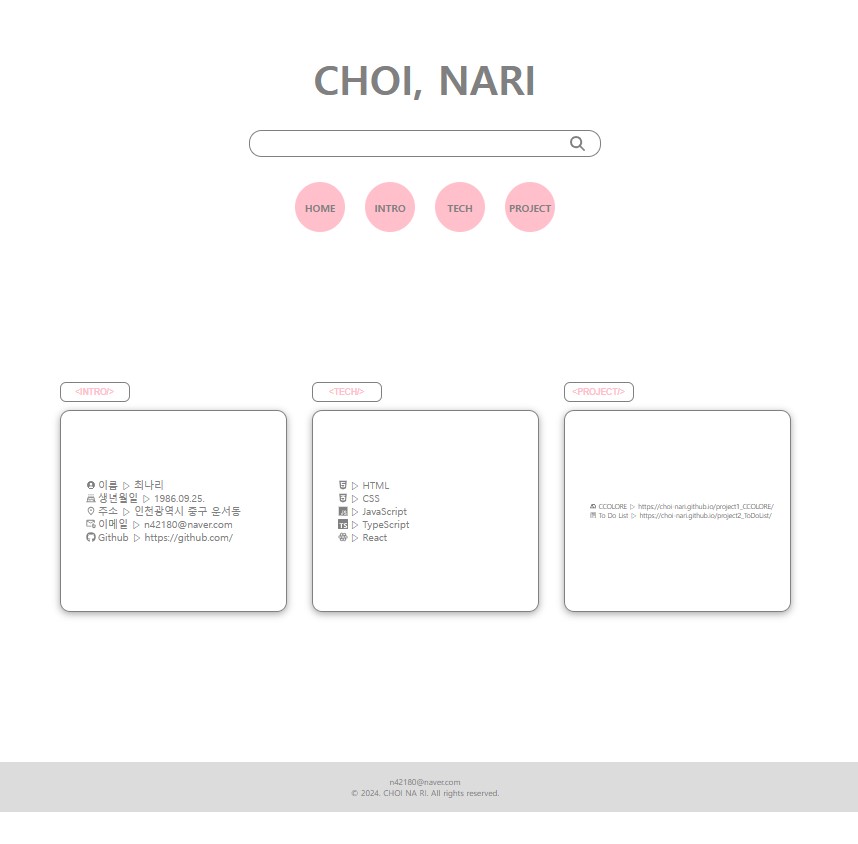 CHOI, NARI
HOME INTRO TECH PROJECT
<INTRO/>
이름 ▷ 최나리
생년월일 ▷ 1986.09.25.
주소 ▷ 인천광역시 중구 운서동
이메일 ▷ n42180@naver.com
Github ▷ https://github.com/
<TECH/>
HTML
CSS
JavaScript
TypeScript
React
<PROJECT/>
CCOLORE ▷ https://choi-nari.github.io/project1_CCOLORE/
To Do List ▷ https://choi-nari.github.io/project2_ToDoList/
n42180@naver.com
© 2024. CHOI NA RI. All rights reserved.